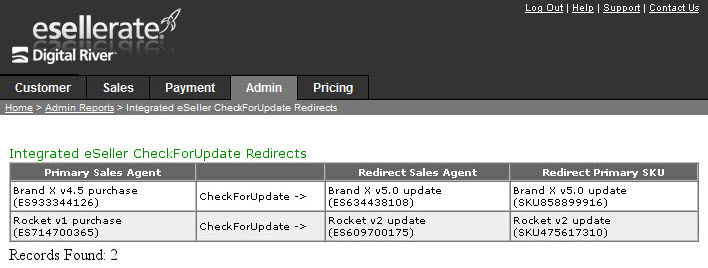 Log Out | Help | Support | Contact Us
esellerate.
Digital River
Customer Sales Payment Admin Pricing
Home > Admin Reports > Integrated eSeller CheckForUpdate Redirects
Integrated eSeller CheckForUpdate Redirects
Primary Sales Agent Redirect Sales Agent Redirect Primary SKU
Brand X v4.5 purchase CheckForUpdate -> Brand X v5.0 update Brand X v5.0 update
(ES933344126) (ES634438108) (SKU858899916)
Rocket v1 purchase CheckForUpdate -> Rocket v2 update Rocket v2 update
(ES714700365) (ES609700175) (SKU475617310)
Records Found: 2